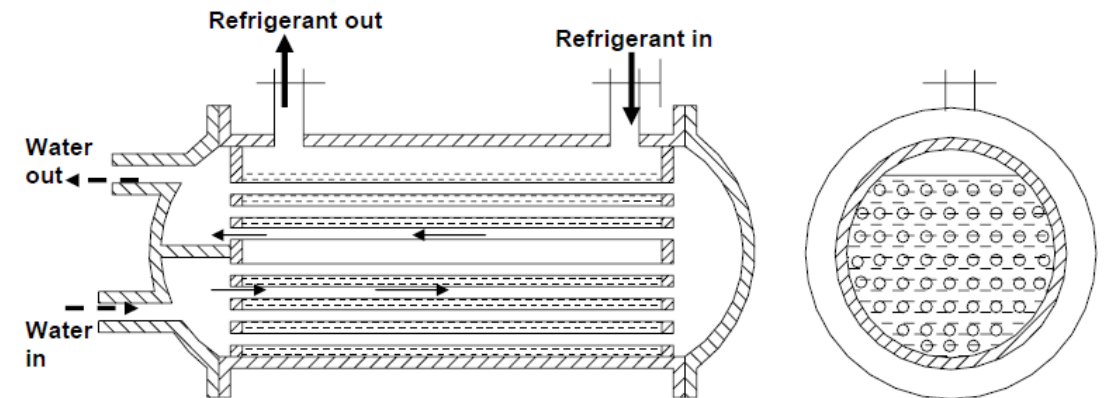 Refrigerant out
Refrigerant in
Water
out
Water
in